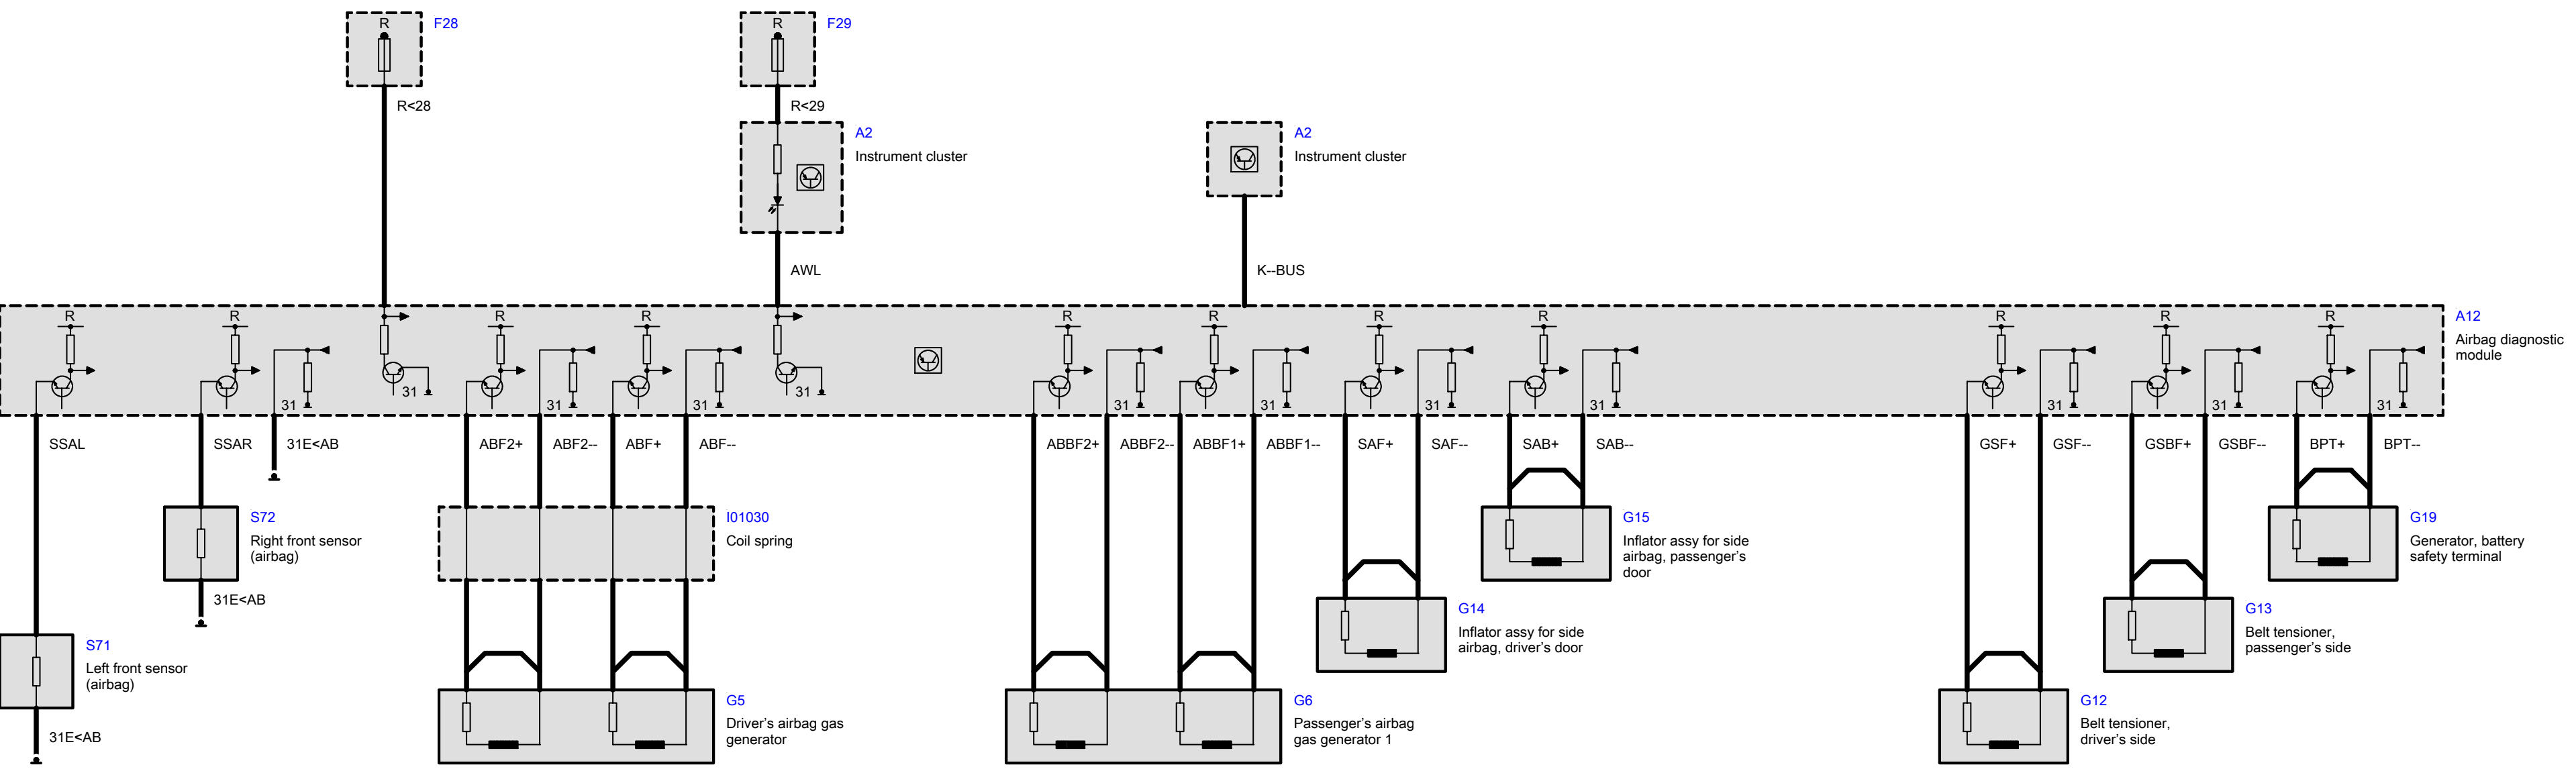 R
F28
R
F29
R<28
R<29
A2
Instrument cluster
A2
Instrument cluster
AWL
K--BUS
R
R
R
R
R
R
R
R
R
R
R
A12
Airbag diagnostic
module
31
31
31
31
31
31
31
31
31
31
31
31
SSAL
SSAR
31E<AB
ABF2+
ABF2--
ABF+
ABF--
ABBF2+
ABBF2--
ABBF1+
ABBF1--
SAF+
SAF--
SAB+
SAB--
GSF+
GSF--
GSBF+
GSBF--
BPT+
BPT--
S72
Right front sensor
(airbag)
I01030
Coil spring
G15
Inflator assy for side
airbag, passenger's
door
G19
Generator, battery
safety terminal
31E<AB
G14
Inflator assy for side
airbag, driver's door
G13
Belt tensioner,
passenger's side
S71
Left front sensor
(airbag)
G5
Driver's airbag gas
generator
G6
Passenger's airbag
gas generator 1
G12
Belt tensioner,
driver's side
31E<AB